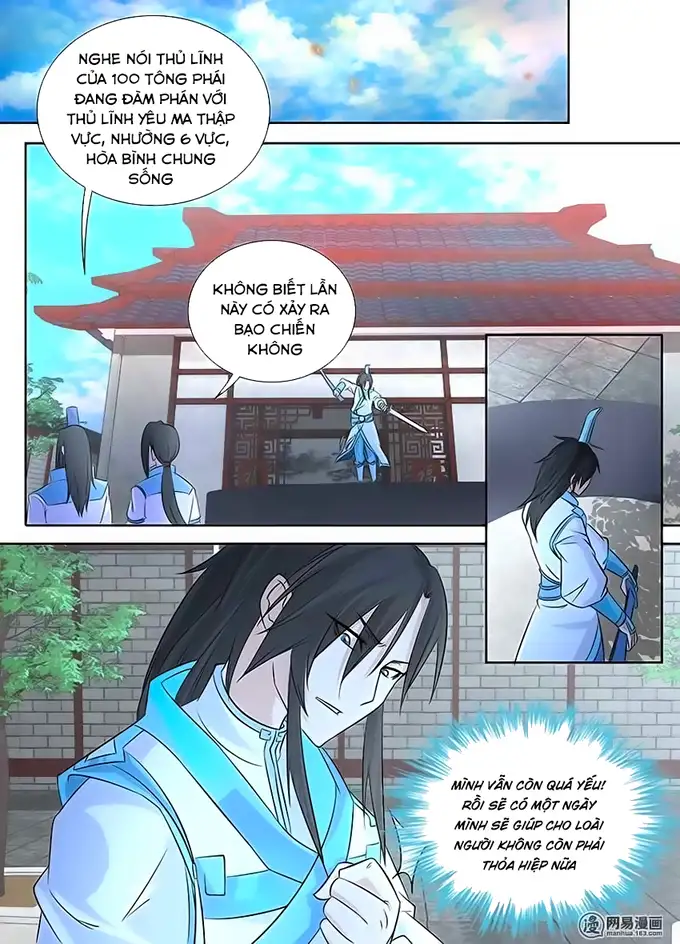 NGHE NÓI THỦ LĨNH
CỦA 100 TÔNG PHÁI
ĐANG ĐÀM PHÁN VỚI
THỦ LĨNH YÊU MA THẬP
VỰC, NHƯỜNG 6 VỰC,
HÒA BÌNH CHUNG
SỐNG
KHÔNG BIẾT LẦN
NÀY CÓ XẢY RA
BẠO CHIẾN
KHÔNG
MÌNH VẪN CÒN QUÁ YẾU!
RỒI SẼ CÓ MỘT NGÀY
MÌNH SẼ GIÚP CHO LOÀI
NGƯỜI KHÔNG CÒN PHẢI
THỎA HIỆP NỮA
网易漫画
manhua.163.com